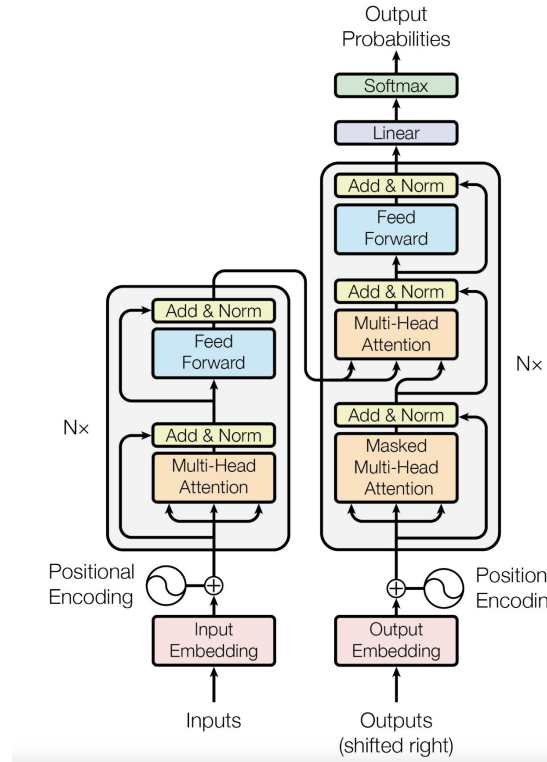 Output
Probabilities
Softmax
Linear
Add & Norm
Feed
Forward
Add & Norm
Multi-Head
Attention
Add & Norm
Masked
Multi-Head
Attention
N×
Add & Norm
Feed
Forward
Add & Norm
Multi-Head
Attention
N×
Positional
Encoding
Input
Embedding
Inputs
Position
Encodin
Output
Embedding
Outputs
(shifted right)